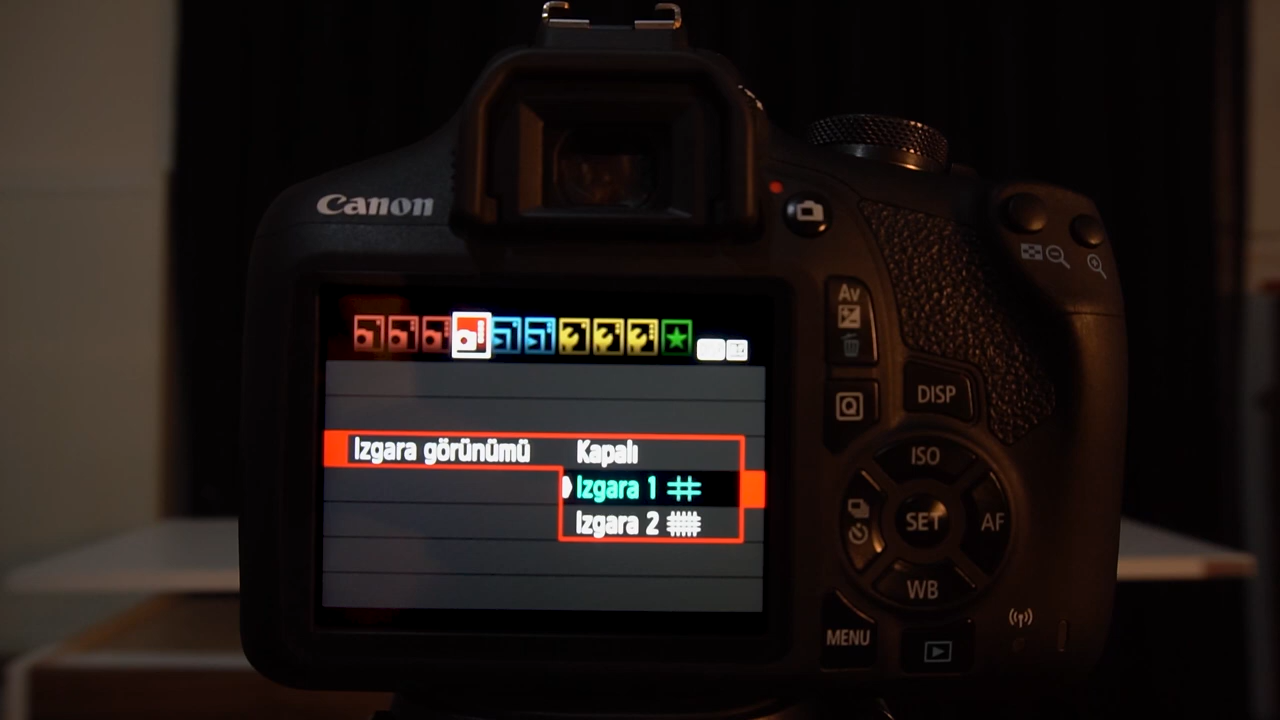 Canon
Av
Q
DISP
ISO
SET
AF
WB
MENU
Izgara görünümü
Kapalı
Izgara 1
Izgara 2